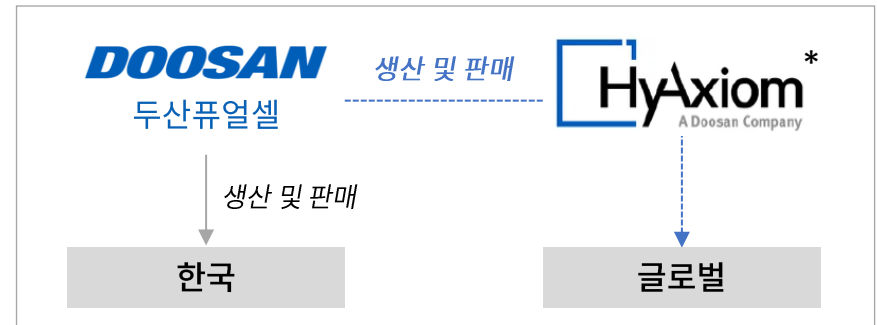 DOOSAN
두산퓨얼셀
생산 및 판매
HyAxiom*
A Doosan Company
생산 및 판매
한국
글로벌